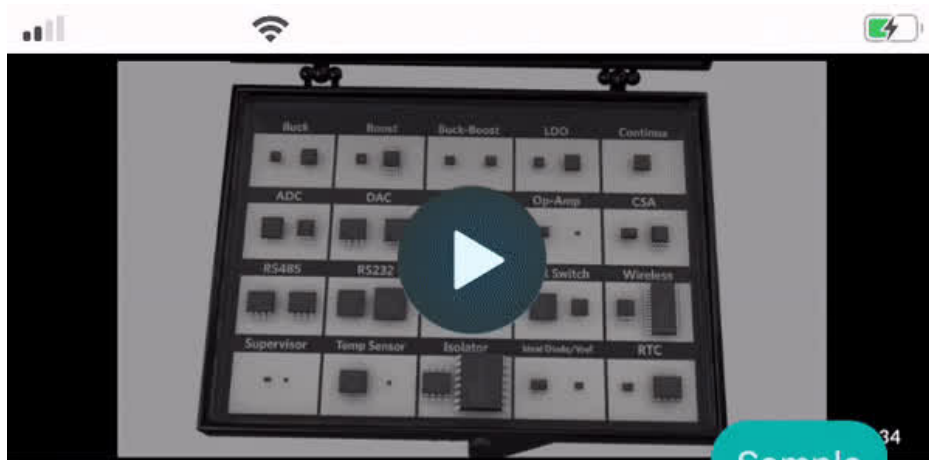 Buck Boost Buck-Boost LDO Continua
ADC DAC Op-Amp CSA
RS485 RS232 Switch Wireless
Supervisor Temp Sensor Isolator Ideal Diode/Vref RTC
34
Sample